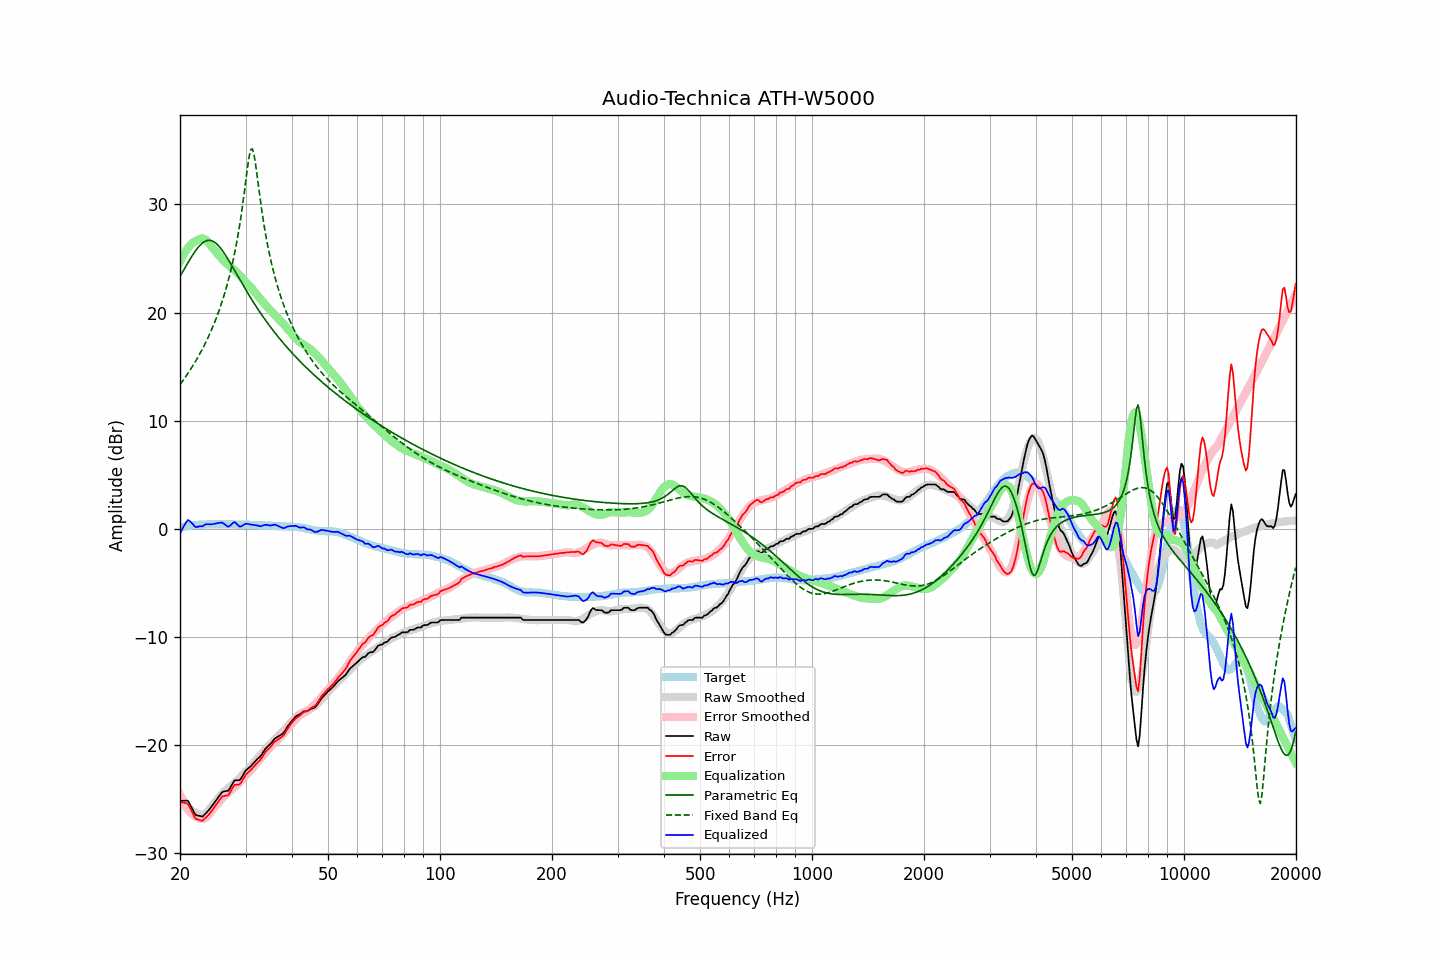 Audio-Technica ATH-W5000
Amplitude (dBr)
30
20
10
0
−10
−20
−30
20
50
100
200
500
1000
2000
5000
10000
20000
Frequency (Hz)
Target
Raw Smoothed
Error Smoothed
Raw
Error
Equalization
Parametric Eq
Fixed Band Eq
Equalized